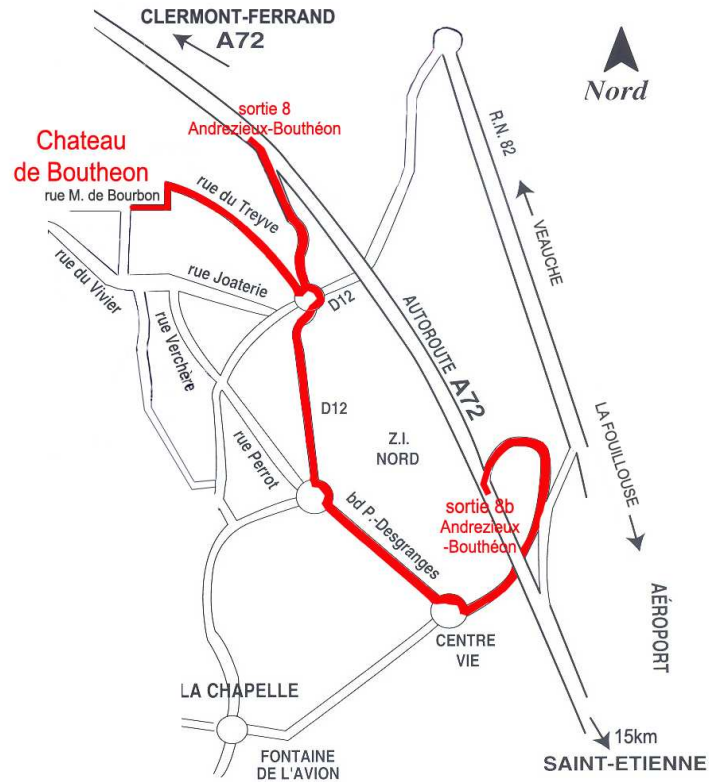 CLERMONT-FERRAND
A72
Nord
sortie 8
Andrezieux-Bouthéon
Chateau
de Boutheon
rue M. de Bourbon
rue du Treyve
R.N. 82
VEAUCHE
rue du Vivier
rue Joaterie
D12
rue Verchère
AUTOROUTE A72
D12
Z.I.
NORD
LA FOUILLOUSE
rue Perrot
bd P.-Desgranges
sortie 8b
Andrezieux
-Bouthéon
AÉROPORT
CENTRE
VIE
LA CHAPELLE
15km
FONTAINE
DE L'AVION
SAINT-ETIENNE